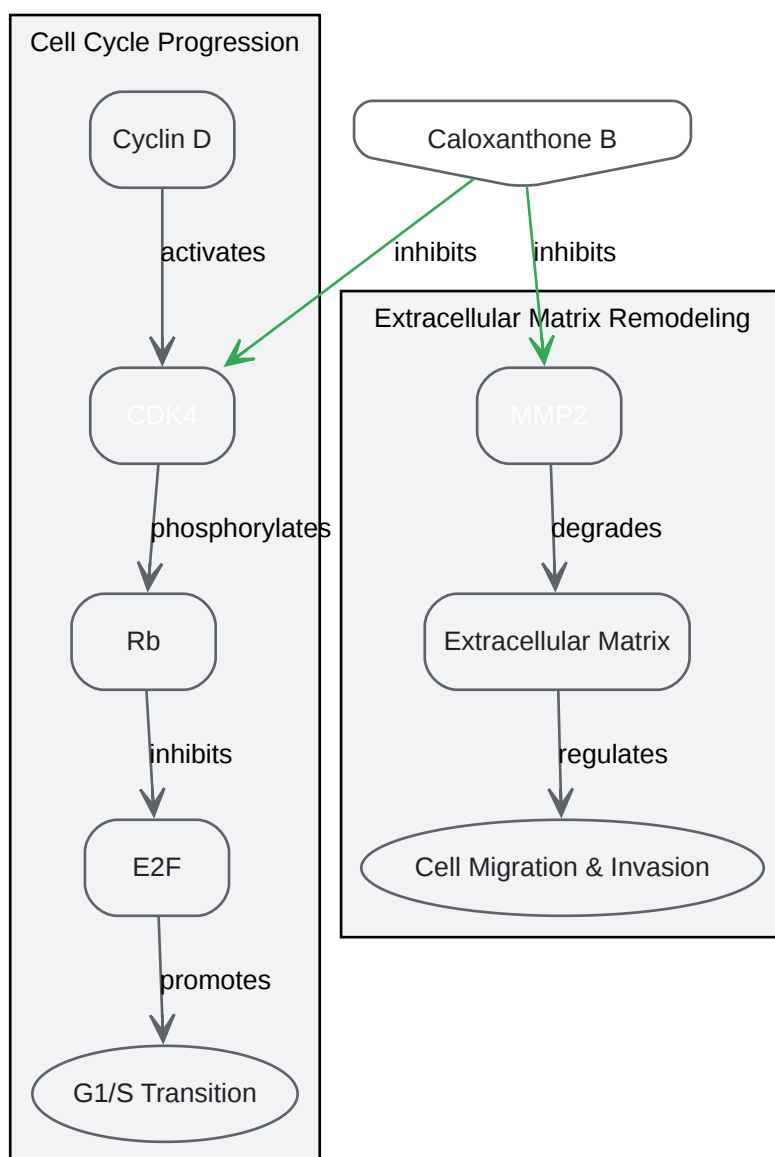 Cell Cycle Progression
Cyclin D
Caloxanthone B
activates
inhibits
inhibits
Extracellular Matrix Remodeling
CDK4
MMP2
phosphorylates
degrades
Rb
Extracellular Matrix
inhibits
regulates
E2F
Cell Migration & Invasion
promotes
G1/S Transition